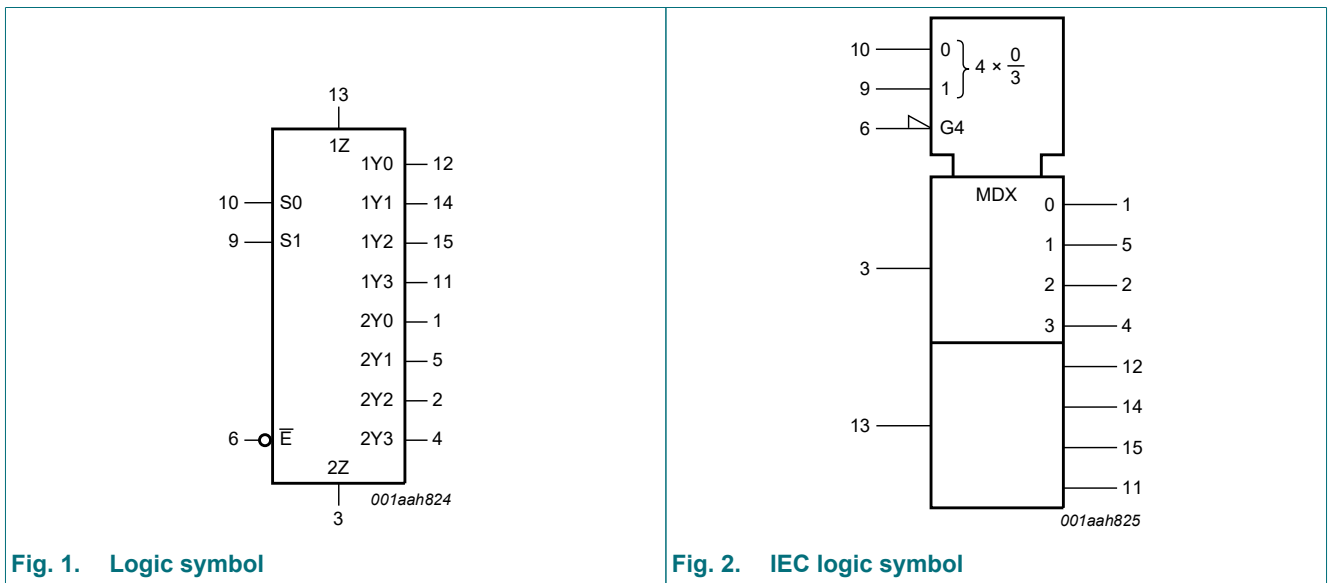 13
1Z
1Y0 12
10 S0 1Y1 14
9 S1 1Y2 15
1Y3 11
2Y0 1
2Y1 5
2Y2 2
6 E̅ 2Y3 4
2Z
001aah824
3
Fig. 1. Logic symbol
10 0
4 × 0/3
9 1
6 G4
MDX
0 1
1 5
3
2 2
3 4
12
14
13
15
11
001aah825
Fig. 2. IEC logic symbol